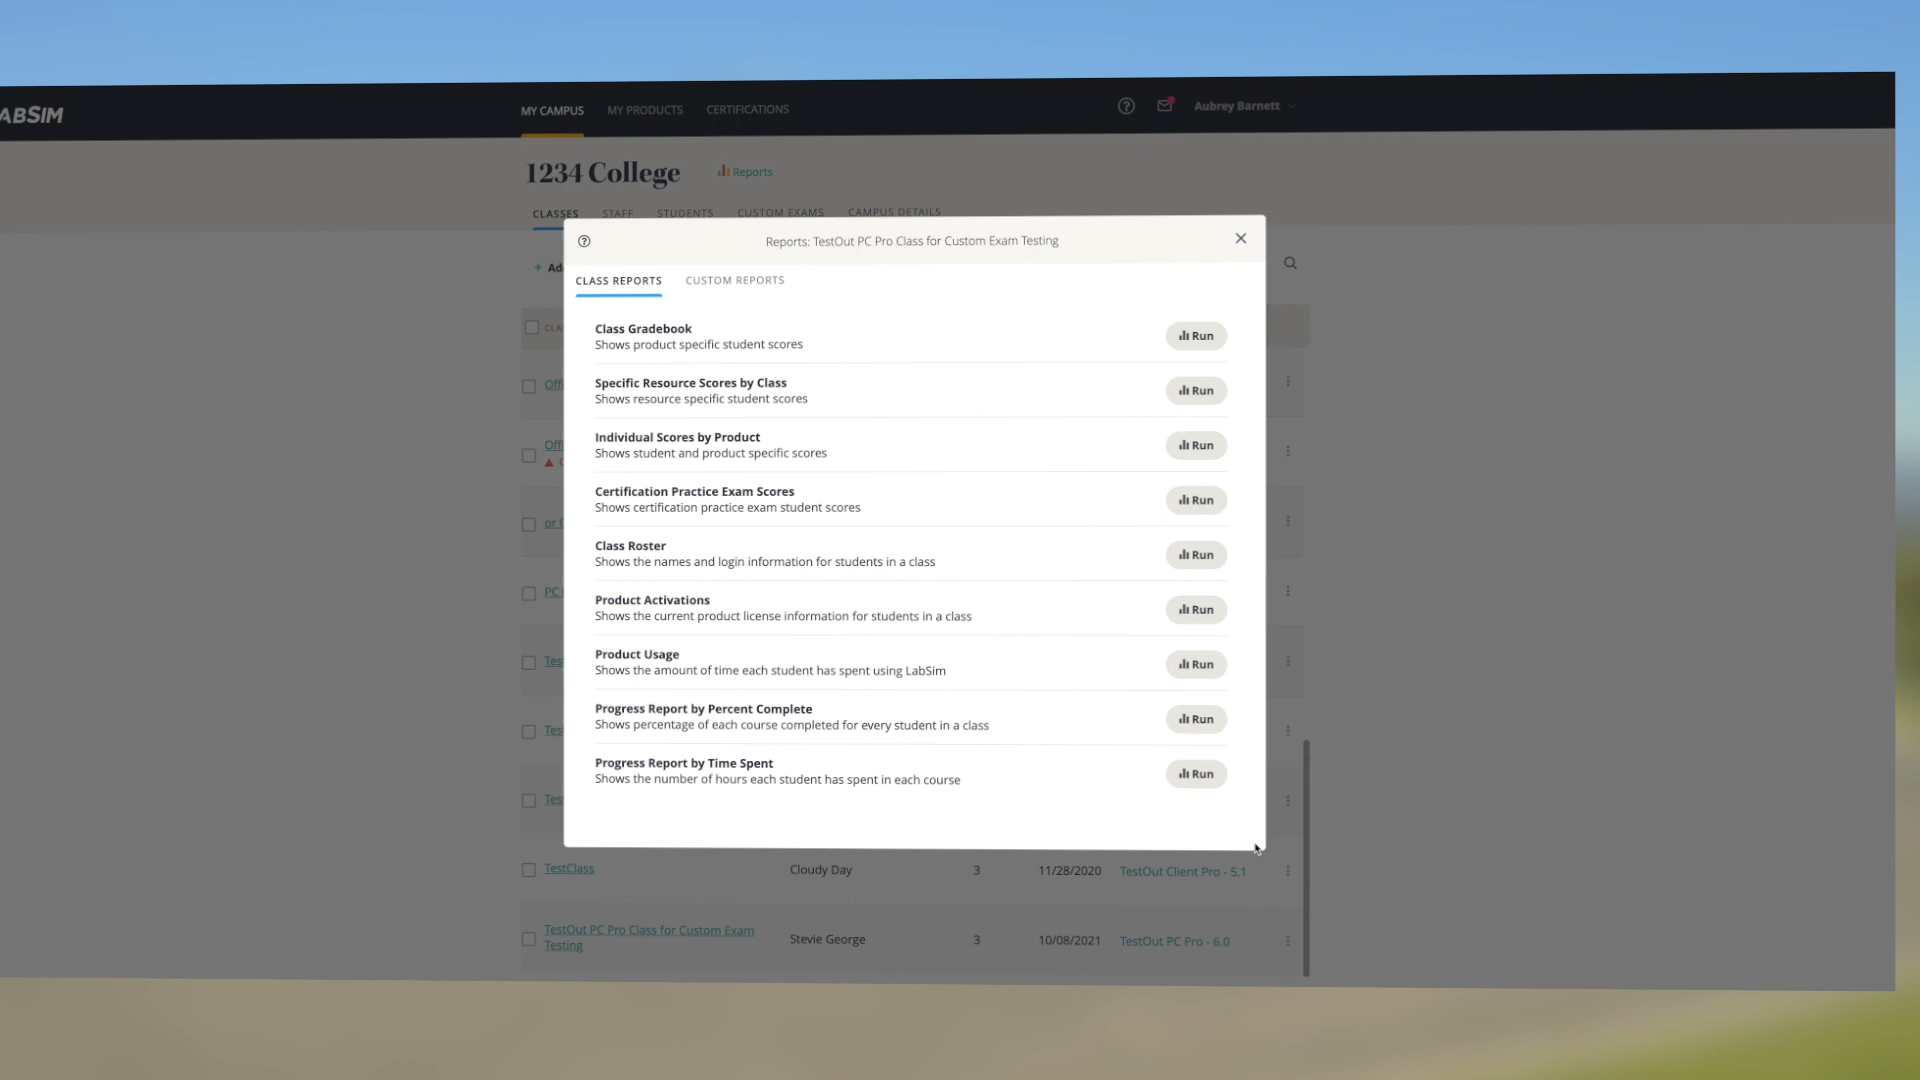 ABSIM
MY CAMPUS MY PRODUCTS CERTIFICATIONS
Aubrey Barnett
1234 College
Reports
CLASSES STAFF STUDENTS CUSTOM EXAMS CAMPUS DETAILS
Reports: TestOut PC Pro Class for Custom Exam Testing
CLASS REPORTS CUSTOM REPORTS
Class Gradebook
Shows product specific student scores
Run
Specific Resource Scores by Class
Shows resource specific student scores
Run
Individual Scores by Product
Shows student and product specific scores
Run
Certification Practice Exam Scores
Shows certification practice exam student scores
Run
Class Roster
Shows the names and login information for students in a class
Run
Product Activations
Shows the current product license information for students in a class
Run
Product Usage
Shows the amount of time each student has spent using LabSim
Run
Progress Report by Percent Complete
Shows percentage of each course completed for every student in a class
Run
Progress Report by Time Spent
Shows the number of hours each student has spent in each course
Run
TestClass Cloudy Day 3 11/28/2020 TestOut Client Pro - 5.1
TestOut PC Pro Class for Custom Exam
Testing
Stevie George 3 10/08/2021 TestOut PC Pro - 6.0